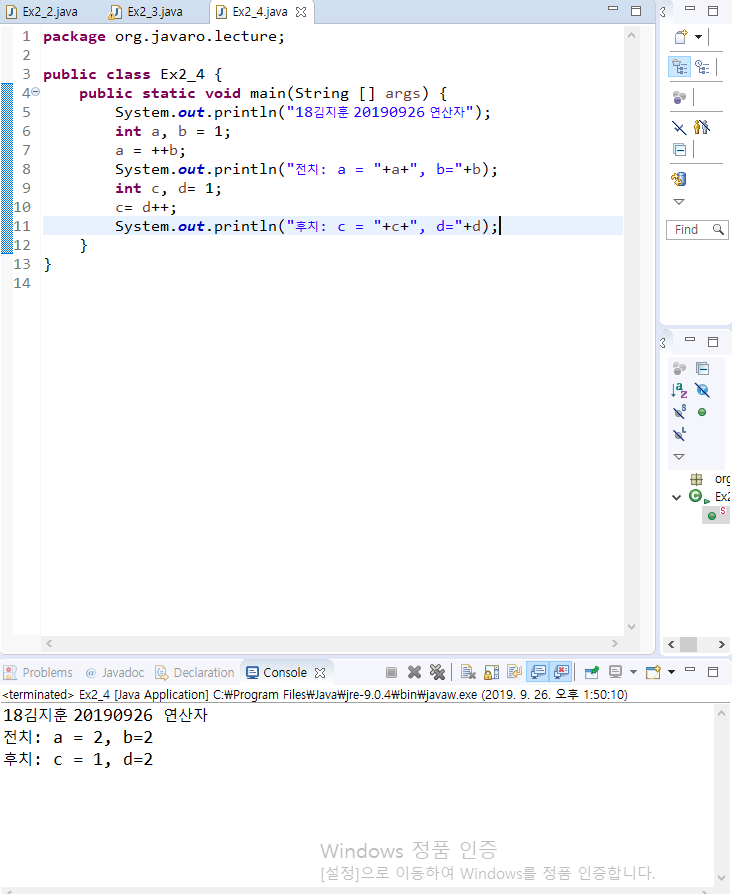 Ex2_2.java Ex2_3.java Ex2_4.java
1 package org.javaro.lecture;
2
3 public class Ex2_4 {
4 public static void main(String [] args) {
5 System.out.println("18김지훈 20190926 연산자");
6 int a, b = 1;
7 a = ++b;
8 System.out.println("전치: a = "+a+", b="+b);
9 int c, d= 1;
10 c= d++;
11 System.out.println("후치: c = "+c+", d="+d);
12 }
13 }
14
Find
org
Ex2
S
Problems @ Javadoc Declaration Console
<terminated> Ex2_4 [Java Application] C:₩Program Files₩Java₩jre-9.0.4₩bin₩javaw.exe (2019. 9. 26. 오후 1:50:10)
18김지훈 20190926 연산자
전치: a = 2, b=2
후치: c = 1, d=2
Windows 정품 인증
[설정]으로 이동하여 Windows를 정품 인증합니다.